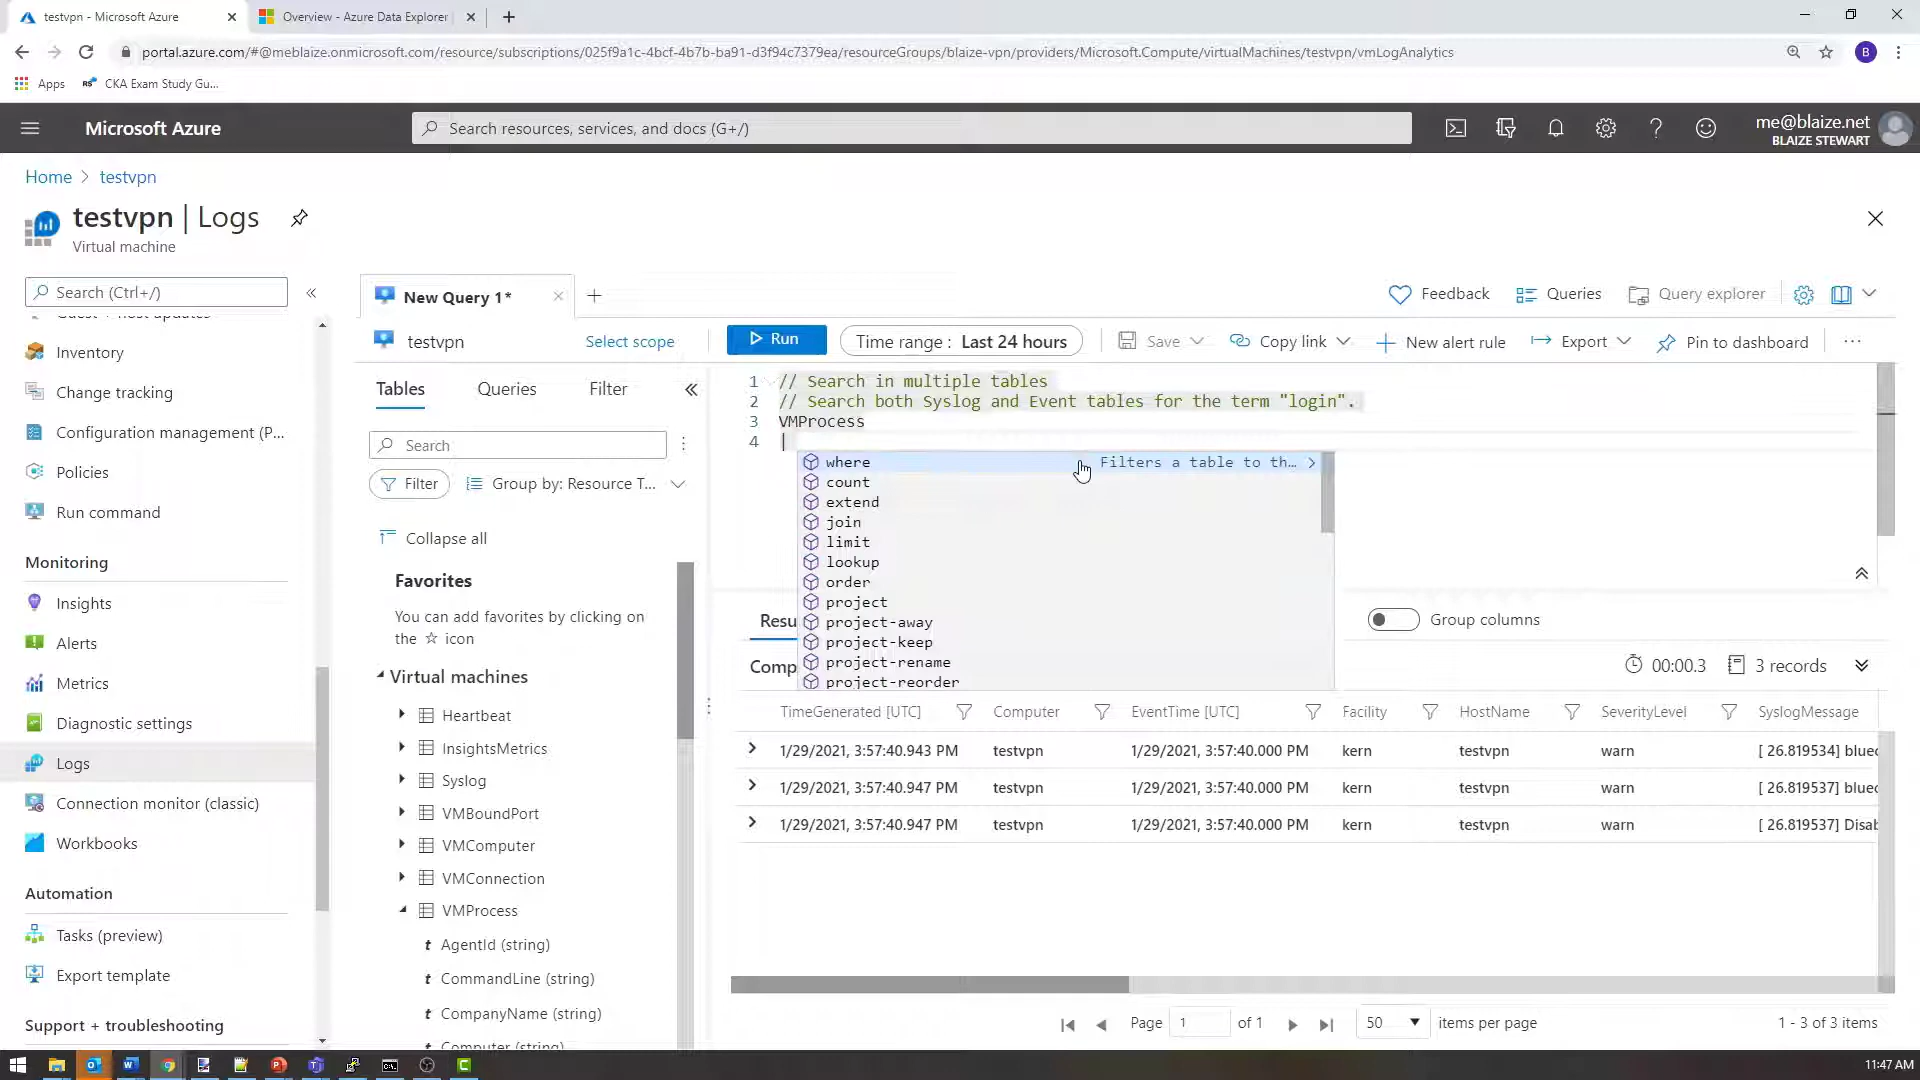 testvpn - Microsoft Azure
Overview - Azure Data Explorer
portal.azure.com/#@meblaize.onmicrosoft.com/resource/subscriptions/025f9a1c-4bcf-4b7b-ba91-d3f94c7379ea/resourceGroups/blaize-vpn/providers/Microsoft.Compute/virtualMachines/testvpn/vmLogAnalytics
B
Apps
CKA Exam Study Gu...
Microsoft Azure
Search resources, services, and docs (G+/)
me@blaize.net
BLAIZE STEWART
Home > testvpn
testvpn | Logs
Virtual machine
Search (Ctrl+/)
Guest + host updates
Inventory
Change tracking
Configuration management (P...
Policies
Run command
Monitoring
Insights
Alerts
Metrics
Diagnostic settings
Logs
Connection monitor (classic)
Workbooks
Automation
Tasks (preview)
Export template
Support + troubleshooting
New Query 1*
Feedback
Queries
Query explorer
testvpn
Select scope
Run
Time range : Last 24 hours
Save
Copy link
New alert rule
Export
Pin to dashboard
Tables
Queries
Filter
Search
Filter
Group by: Resource T...
Collapse all
Favorites
You can add favorites by clicking on
the ☆ icon
Virtual machines
Heartbeat
InsightsMetrics
Syslog
VMBoundPort
VMComputer
VMConnection
VMProcess
t AgentId (string)
t CommandLine (string)
t CompanyName (string)
t Computer (string)
1 // Search in multiple tables
2 // Search both Syslog and Event tables for the term "login".
3 VMProcess
4
where Filters a table to th...
count
extend
join
limit
lookup
order
project
project-away
project-keep
project-rename
project-reorder
Resu
Group columns
Comp
00:00.3
3 records
TimeGenerated [UTC] Computer EventTime [UTC] Facility HostName SeverityLevel SyslogMessage
1/29/2021, 3:57:40.943 PM testvpn 1/29/2021, 3:57:40.000 PM kern testvpn warn [ 26.819534] blue
1/29/2021, 3:57:40.947 PM testvpn 1/29/2021, 3:57:40.000 PM kern testvpn warn [ 26.819537] blue
1/29/2021, 3:57:40.947 PM testvpn 1/29/2021, 3:57:40.000 PM kern testvpn warn [ 26.819537] Disab
Page 1 of 1
50 items per page
1 - 3 of 3 items
11:47 AM